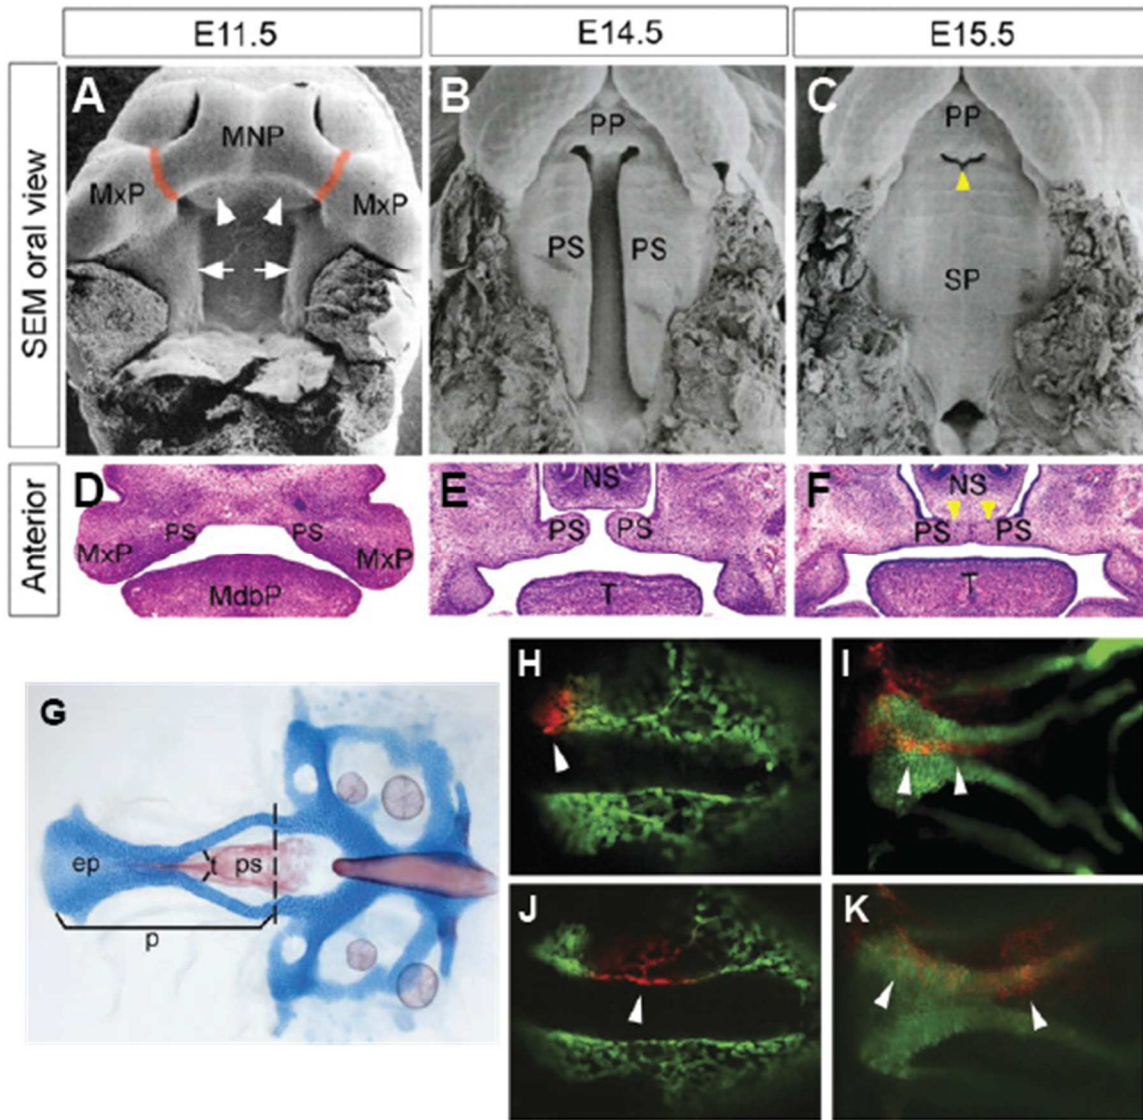 E11.5
E14.5
E15.5
SEM oral view
A
MNP
MxP
MxP
B
PP
PS
PS
C
PP
SP
Anterior
D
PS
PS
MxP
MxP
MdbP
E
NS
PS
PS
T
F
NS
PS
PS
T
G
ep
t
ps
p
H
I
J
K